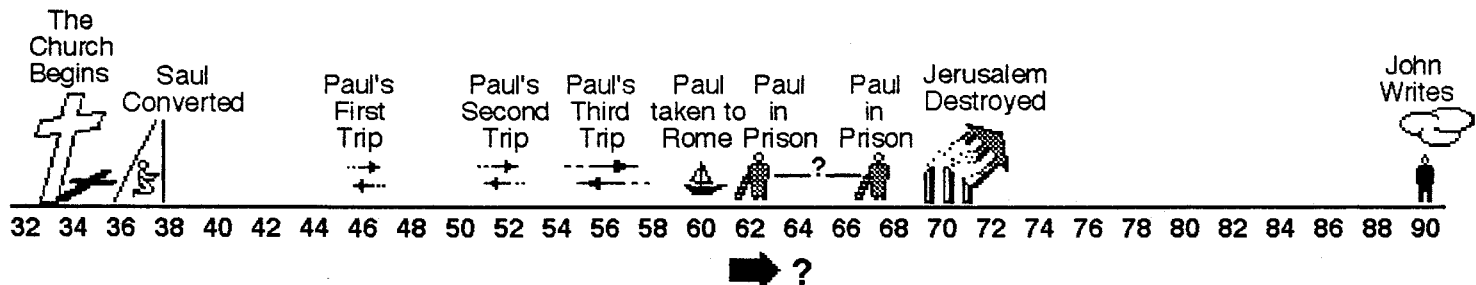 The
Church
Begins
Saul
Converted
Paul's
First
Trip
Paul's
Second
Trip
Paul's
Third
Trip
Paul
taken to
Rome
Paul
in
Prison
?
Paul
in
Prison
Jerusalem
Destroyed
John
Writes
32 34 36 38 40 42 44 46 48 50 52 54 56 58 60 62 64 66 68 70 72 74 76 78 80 82 84 86 88 90
?